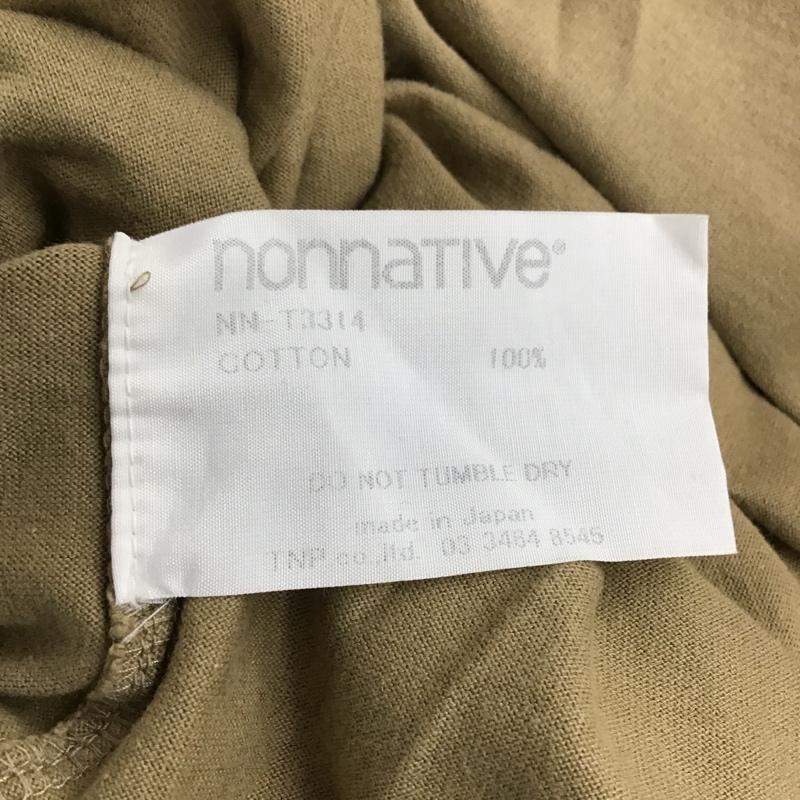 nonnative®
NN-T3314
COTTON 100%
DO NOT TUMBLE DRY
made in Japan
TNP co.,ltd. 03 3464 8545